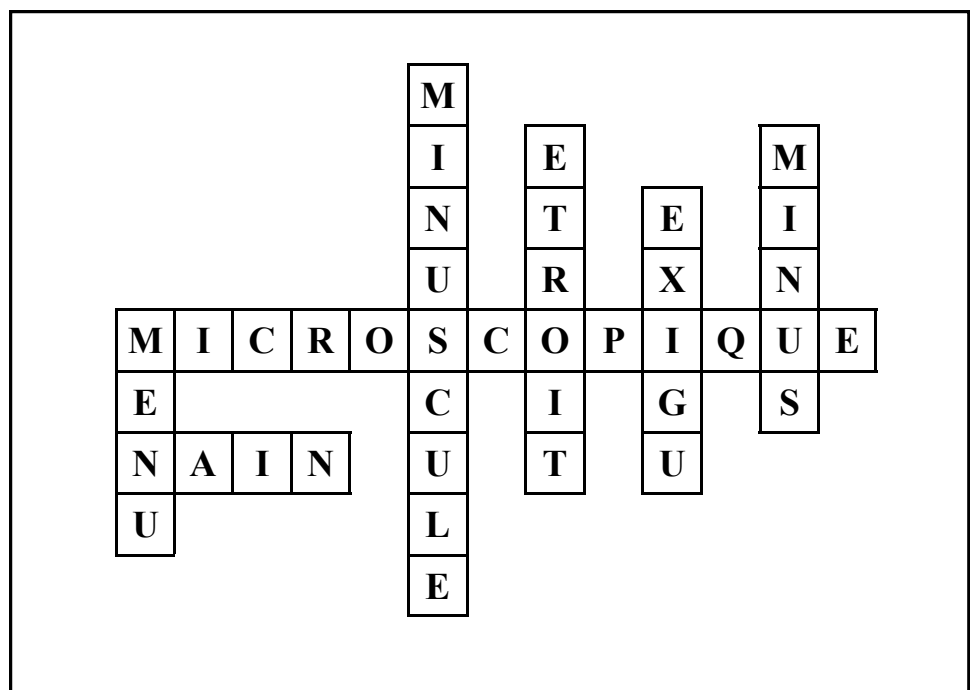 MINUSCULE
ETROIT
MINUS
EXIGU
MICROSCOPIQUE
MENU
NAIN